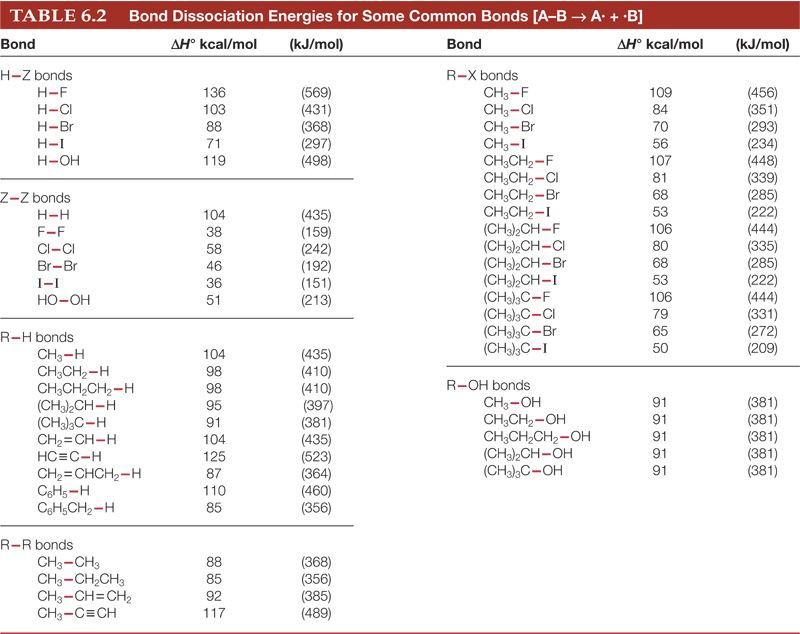 TABLE 6.2 Bond Dissociation Energies for Some Common Bonds [A–B → A· + ·B]
Bond ΔH° kcal/mol (kJ/mol)
H–Z bonds
H–F 136 (569)
H–Cl 103 (431)
H–Br 88 (368)
H–I 71 (297)
H–OH 119 (498)
Z–Z bonds
H–H 104 (435)
F–F 38 (159)
Cl–Cl 58 (242)
Br–Br 46 (192)
I–I 36 (151)
HO–OH 51 (213)
R–H bonds
CH₃–H 104 (435)
CH₃CH₂–H 98 (410)
CH₃CH₂CH₂–H 98 (410)
(CH₃)₂CH–H 95 (397)
(CH₃)₃C–H 91 (381)
CH₂=CH–H 104 (435)
HC≡C–H 125 (523)
CH₂=CHCH₂–H 87 (364)
C₆H₅–H 110 (460)
C₆H₅CH₂–H 85 (356)
R–R bonds
CH₃–CH₃ 88 (368)
CH₃–CH₂CH₃ 85 (356)
CH₃–CH=CH₂ 92 (385)
CH₃–C≡CH 117 (489)
Bond ΔH° kcal/mol (kJ/mol)
R–X bonds
CH₃–F 109 (456)
CH₃–Cl 84 (351)
CH₃–Br 70 (293)
CH₃–I 56 (234)
CH₃CH₂–F 107 (448)
CH₃CH₂–Cl 81 (339)
CH₃CH₂–Br 68 (285)
CH₃CH₂–I 53 (222)
(CH₃)₂CH–F 106 (444)
(CH₃)₂CH–Cl 80 (335)
(CH₃)₂CH–Br 68 (285)
(CH₃)₂CH–I 53 (222)
(CH₃)₃C–F 106 (444)
(CH₃)₃C–Cl 79 (331)
(CH₃)₃C–Br 65 (272)
(CH₃)₃C–I 50 (209)
R–OH bonds
CH₃–OH 91 (381)
CH₃CH₂–OH 91 (381)
CH₃CH₂CH₂–OH 91 (381)
(CH₃)₂CH–OH 91 (381)
(CH₃)₃C–OH 91 (381)